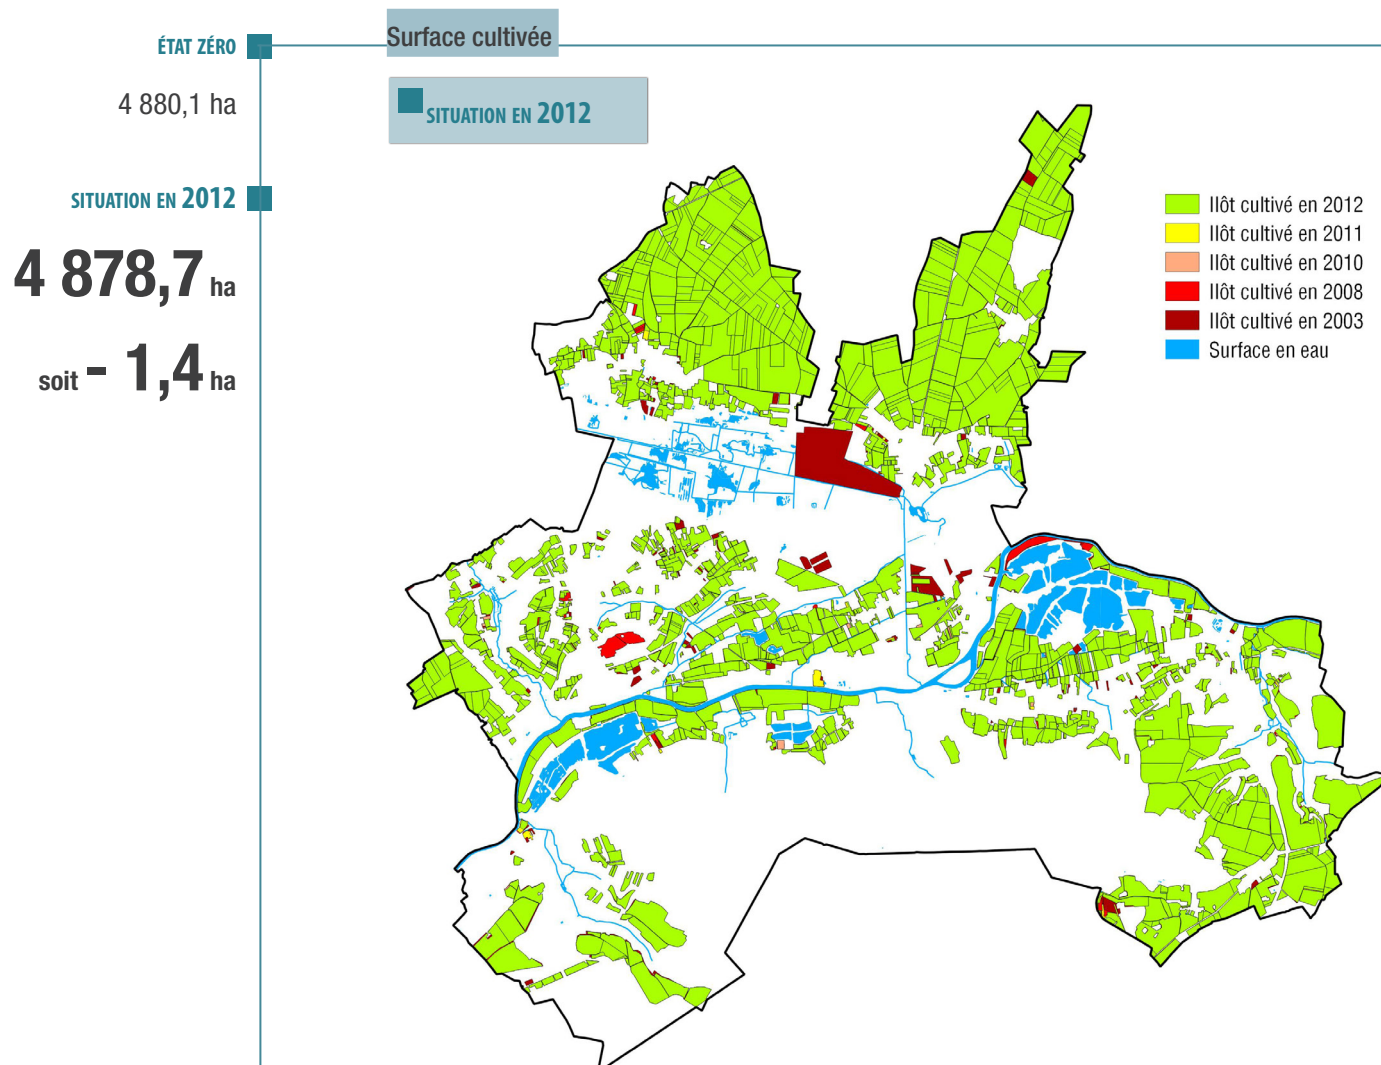 ÉTAT ZÉRO
4 880,1 ha
SITUATION EN 2012
4 878,7 ha
soit - 1,4 ha
Surface cultivée
SITUATION EN 2012
Ilôt cultivé en 2012
Ilôt cultivé en 2011
Ilôt cultivé en 2010
Ilôt cultivé en 2008
Ilôt cultivé en 2003
Surface en eau